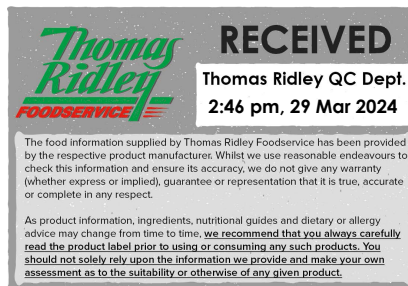 Thomas
Ridley
FOODSERVICE
RECEIVED
Thomas Ridley QC Dept.
2:46 pm, 29 Mar 2024
The food information supplied by Thomas Ridley Foodservice has been provided
by the respective product manufacturer. Whilst we use reasonable endeavours to
check this information and ensure its accuracy, we do not give any warranty
(whether express or implied), guarantee or representation that it is true, accurate
or complete in any respect.
As product information, ingredients, nutritional guides and dietary or allergy
advice may change from time to time, we recommend that you always carefully
read the product label prior to using or consuming any such products. You
should not solely rely upon the information we provide and make your own
assessment as to the suitability or otherwise of any given product.